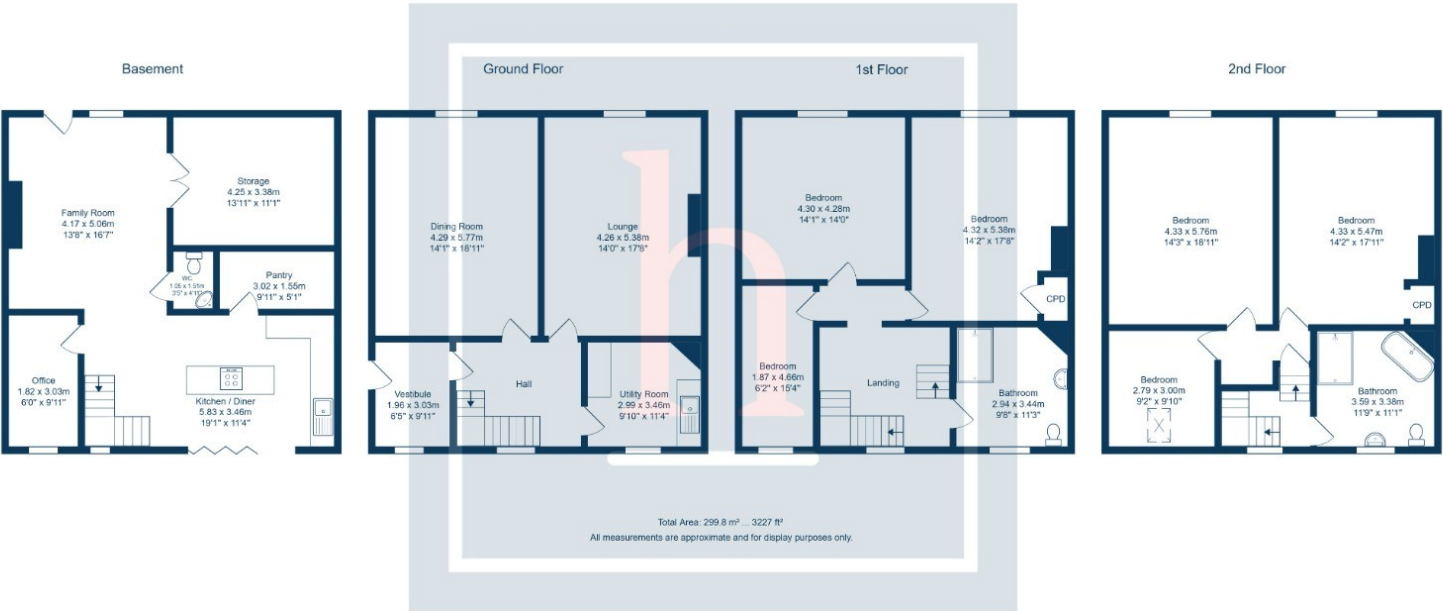 Basement
Ground Floor
1st Floor
2nd Floor
Storage
4.25 x 3.38m
13'11" x 11'1"
Family Room
4.17 x 5.06m
13'8" x 16'7"
WC
1.05 x 1.51m
3'5" x 4'11"
Pantry
3.02 x 1.55m
9'11" x 5'1"
Office
1.82 x 3.03m
6'0" x 9'11"
Kitchen / Diner
5.83 x 3.46m
19'1" x 11'4"
Dining Room
4.29 x 5.77m
14'1" x 18'11"
Lounge
4.26 x 5.38m
14'0" x 17'8"
Vestibule
1.96 x 3.03m
6'5" x 9'11"
Hall
Utility Room
2.99 x 3.46m
9'10" x 11'4"
Bedroom
4.30 x 4.28m
14'1" x 14'0"
Bedroom
4.32 x 5.38m
14'2" x 17'8"
CPD
Bedroom
1.87 x 4.66m
6'2" x 15'4"
Landing
Bathroom
2.94 x 3.44m
9'8" x 11'3"
Bedroom
4.33 x 5.76m
14'3" x 18'11"
Bedroom
4.33 x 5.47m
14'2" x 17'11"
CPD
Bedroom
2.79 x 3.00m
9'2" x 9'10"
Bathroom
3.59 x 3.38m
11'9" x 11'1"
h
Total Area: 299.8 m² ... 3227 ft²
All measurements are approximate and for display purposes only.